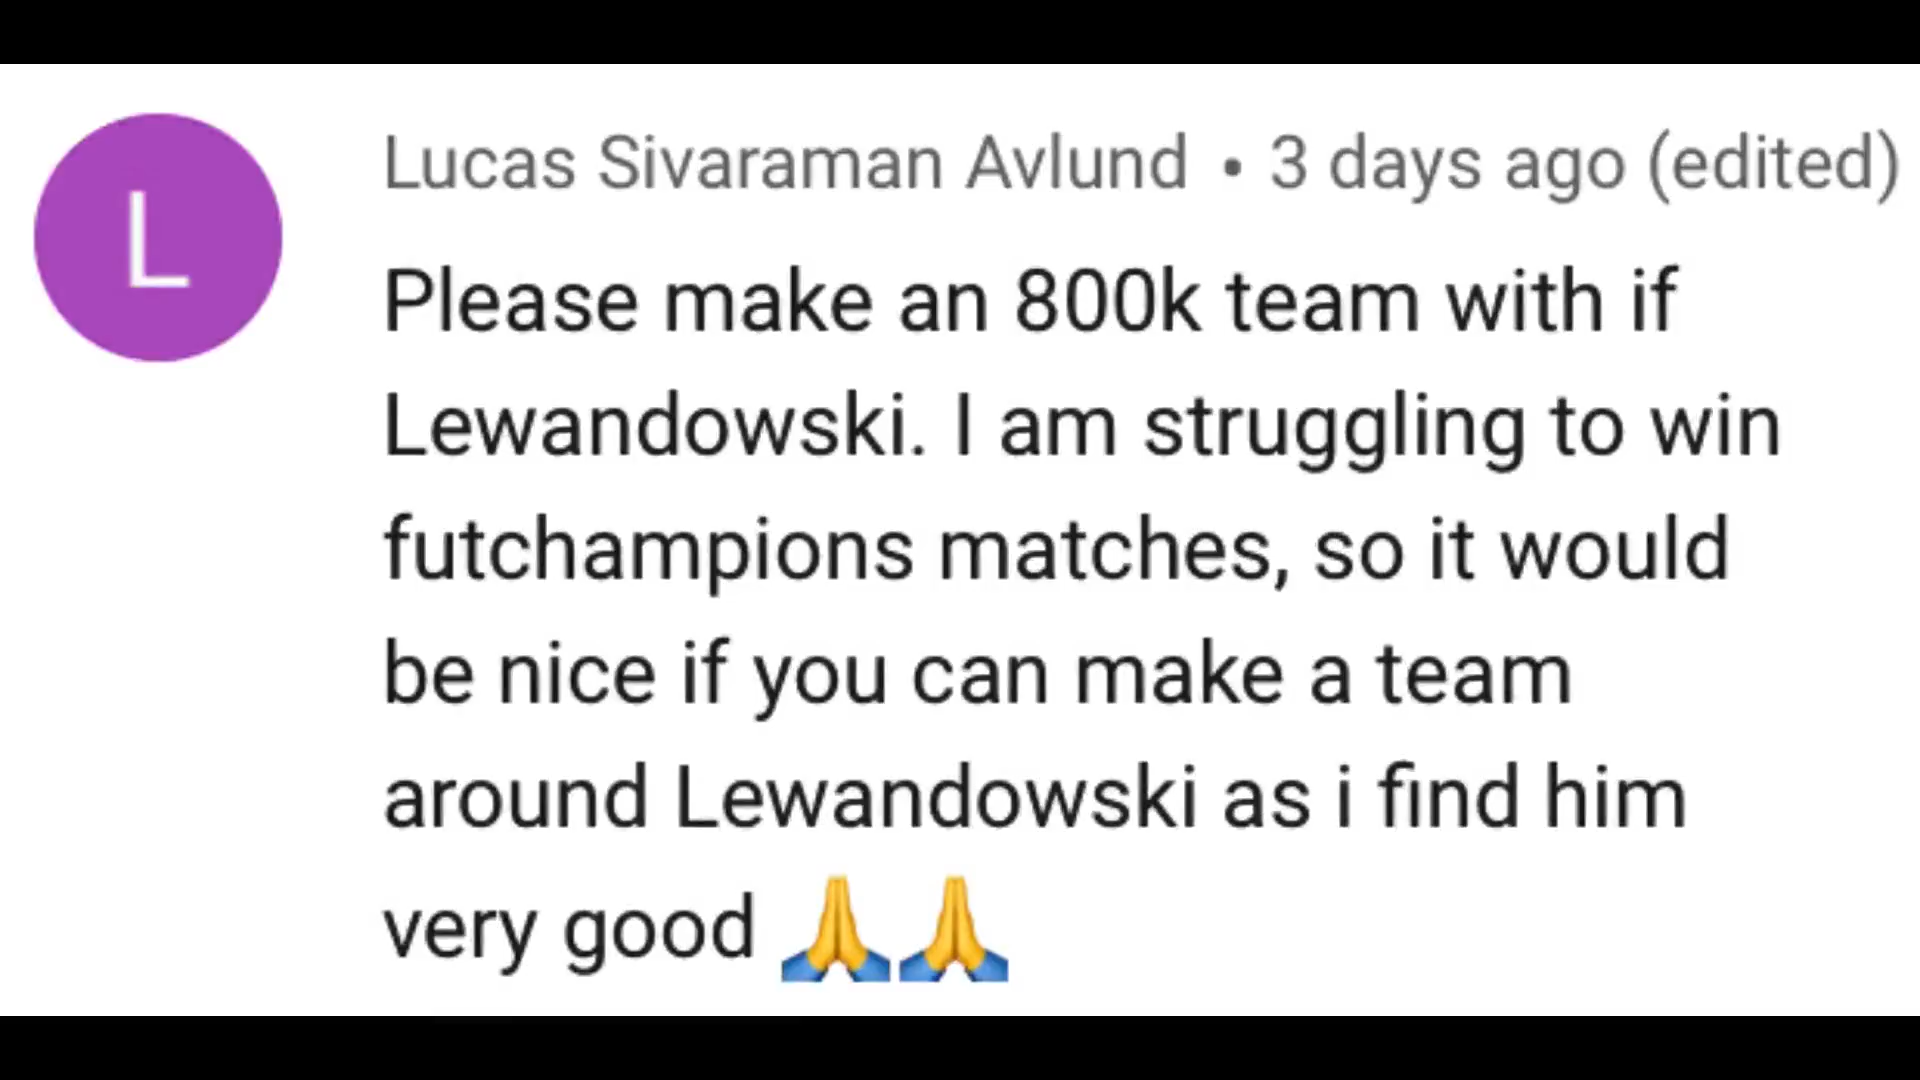 L
Lucas Sivaraman Avlund • 3 days ago (edited)
Please make an 800k team with if
Lewandowski. I am struggling to win
futchampions matches, so it would
be nice if you can make a team
around Lewandowski as i find him
very good 🙏🙏